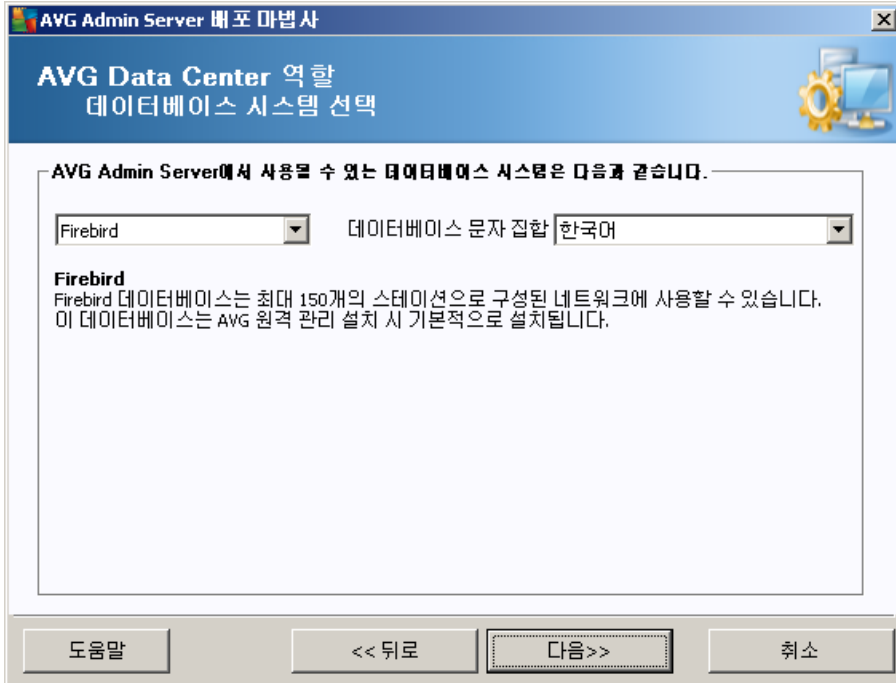 AVG Admin Server 배포 마법사
AVG Data Center 역할
데이터베이스 시스템 선택
AVG Admin Server에서 사용될 수 있는 데이터베이스 시스템은 다음과 같습니다.
Firebird 데이터베이스 문자 집합 한국어
Firebird
Firebird 데이터베이스는 최대 150개의 스테이션으로 구성된 네트워크에 사용할 수 있습니다.
이 데이터베이스는 AVG 원격 관리 설치 시 기본적으로 설치됩니다.
도움말 << 뒤로 다음>> 취소